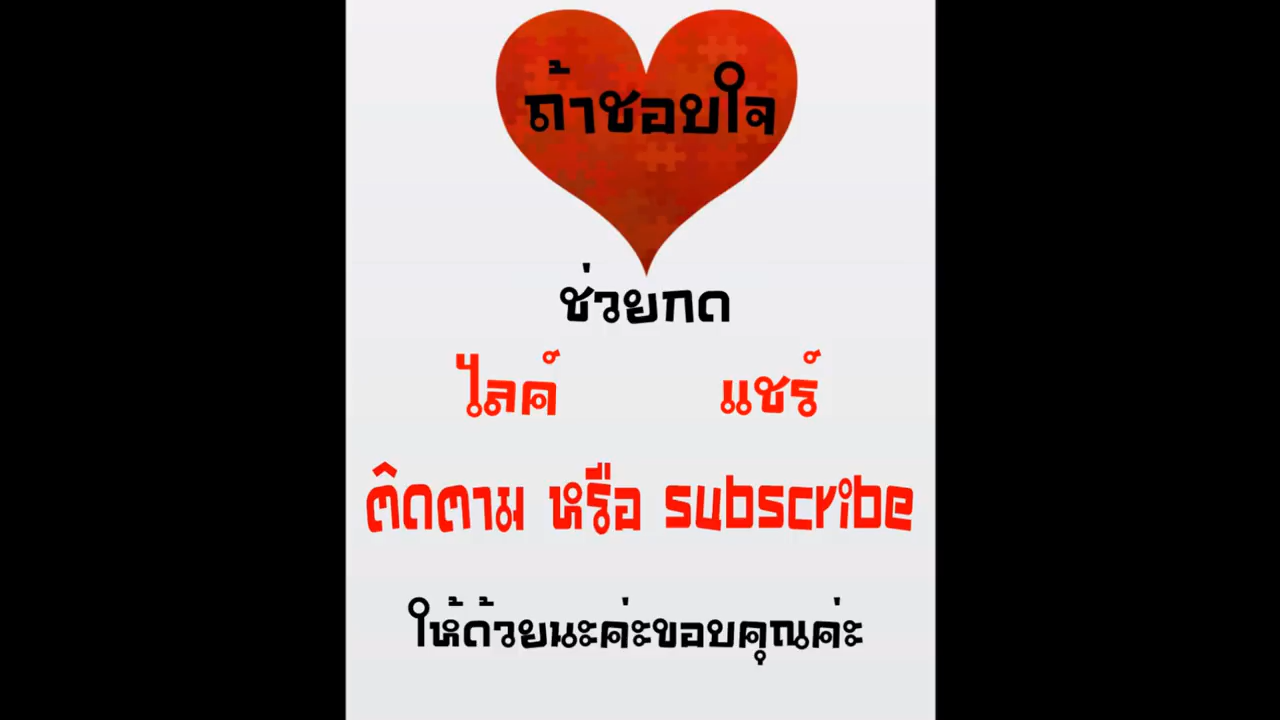 ถ้าชอบใจ
ช่วยกด
ไลค์ แชร์
ติดตาม หรือ subscribe
ให้ด้วยนะค่ะขอบคุณค่ะ